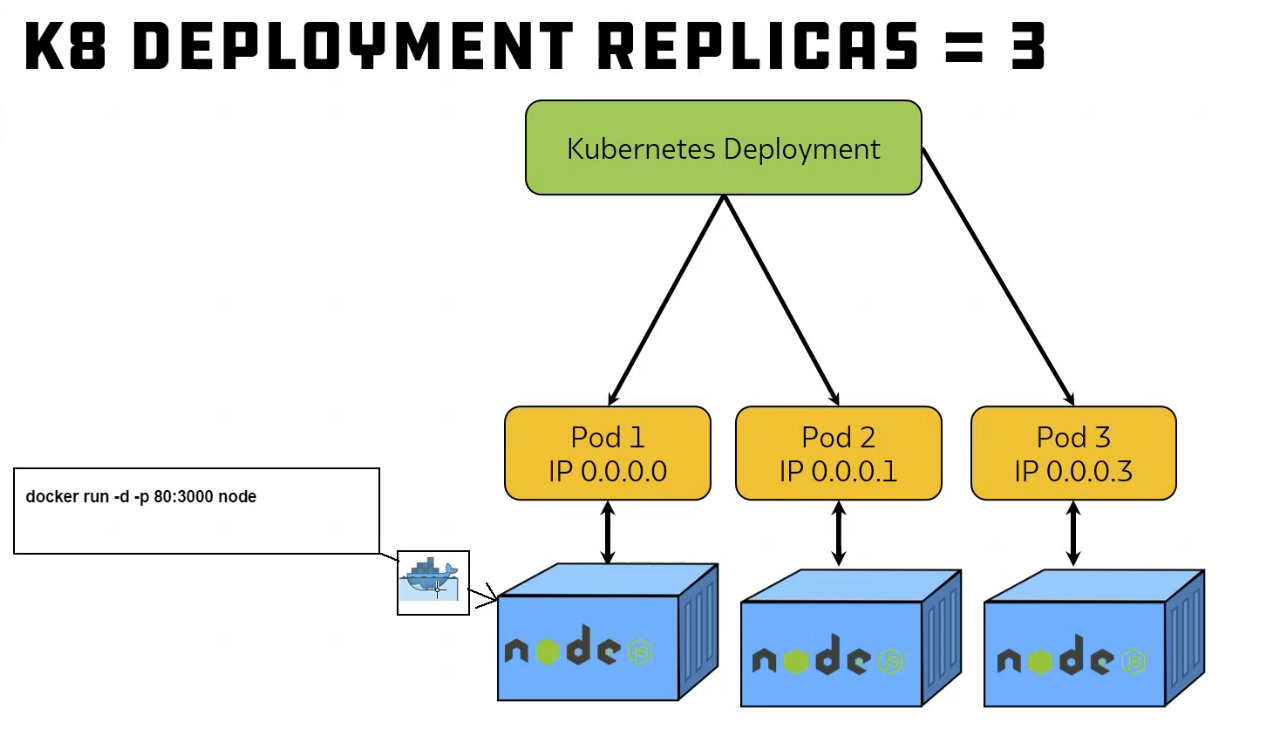 K8 DEPLOYMENT REPLICAS = 3
Kubernetes Deployment
Pod 1
IP 0.0.0.0
Pod 2
IP 0.0.0.1
Pod 3
IP 0.0.0.3
docker run -d -p 80:3000 node
node JS
node JS
node JS